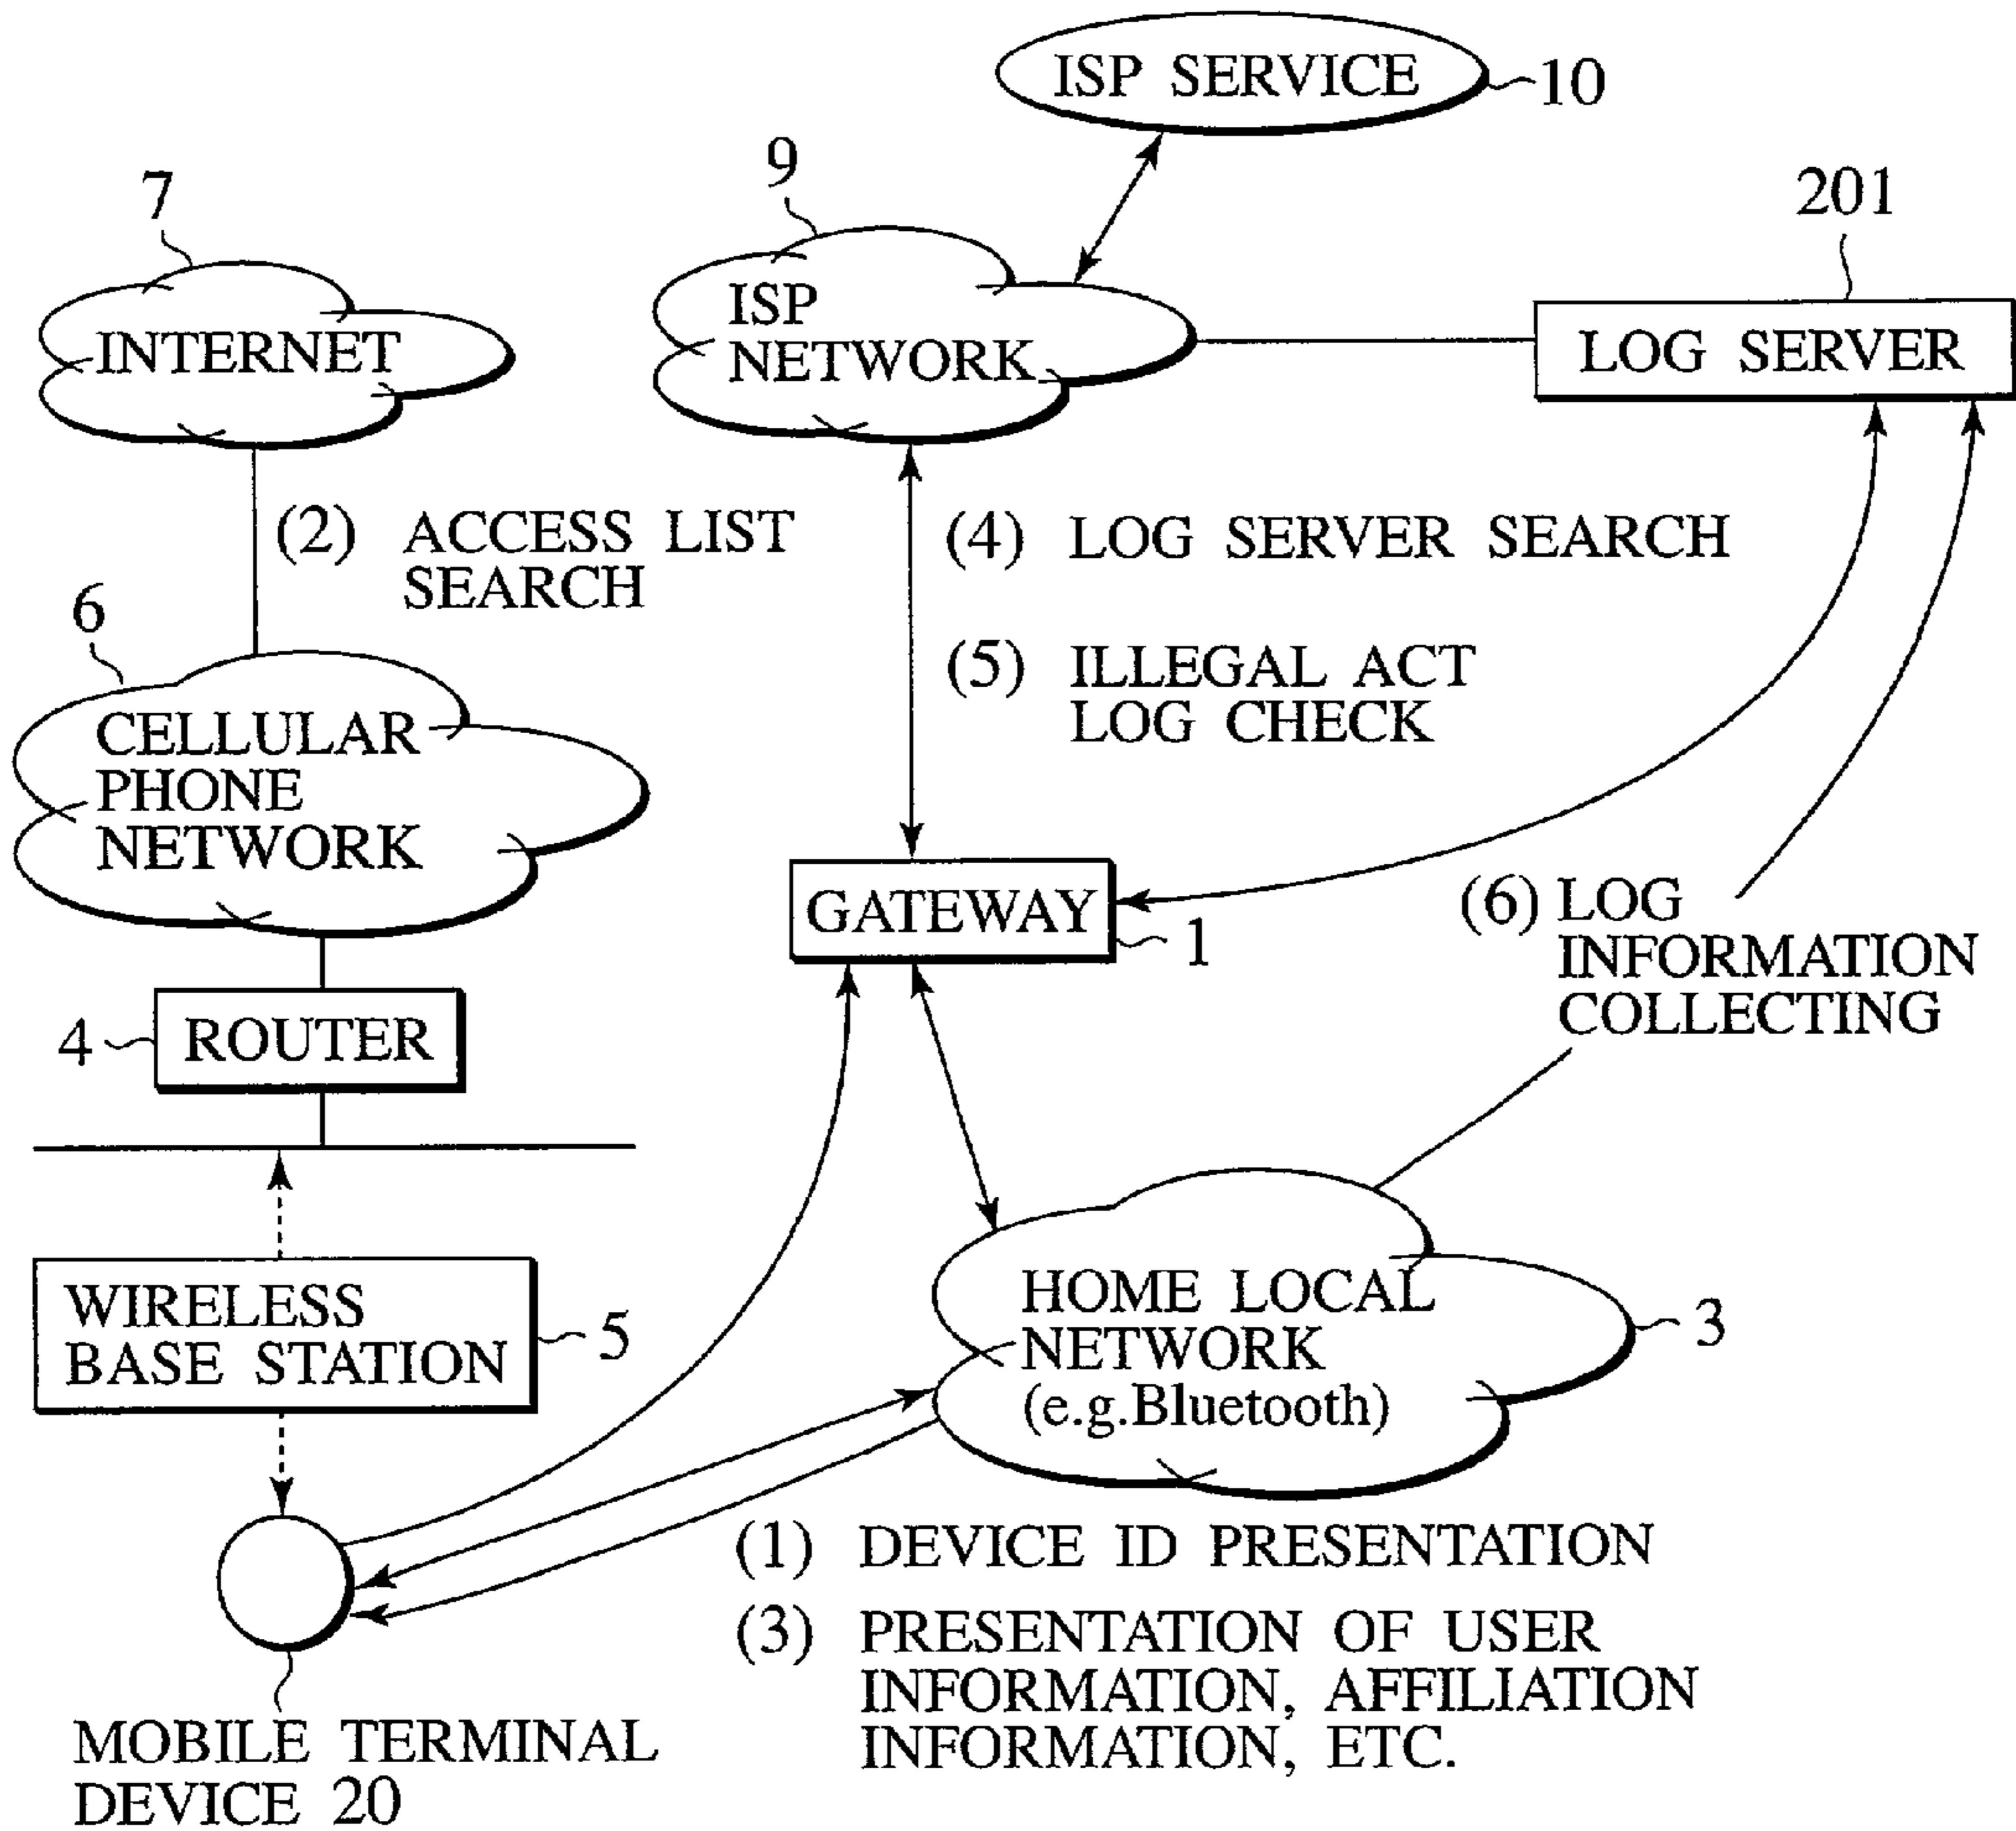 ISP SERVICE
10
9
7
201
ISP
NETWORK
INTERNET
LOG SERVER
(2) ACCESS LIST
SEARCH
(4) LOG SERVER SEARCH
6
(5) ILLEGAL ACT
LOG CHECK
CELLULAR
PHONE
NETWORK
GATEWAY
1
(6) LOG
INFORMATION
COLLECTING
4
ROUTER
WIRELESS
BASE STATION
5
HOME LOCAL
NETWORK
(e.g.Bluetooth)
3
(1) DEVICE ID PRESENTATION
(3) PRESENTATION OF USER
INFORMATION, AFFILIATION
INFORMATION, ETC.
MOBILE TERMINAL
DEVICE 20